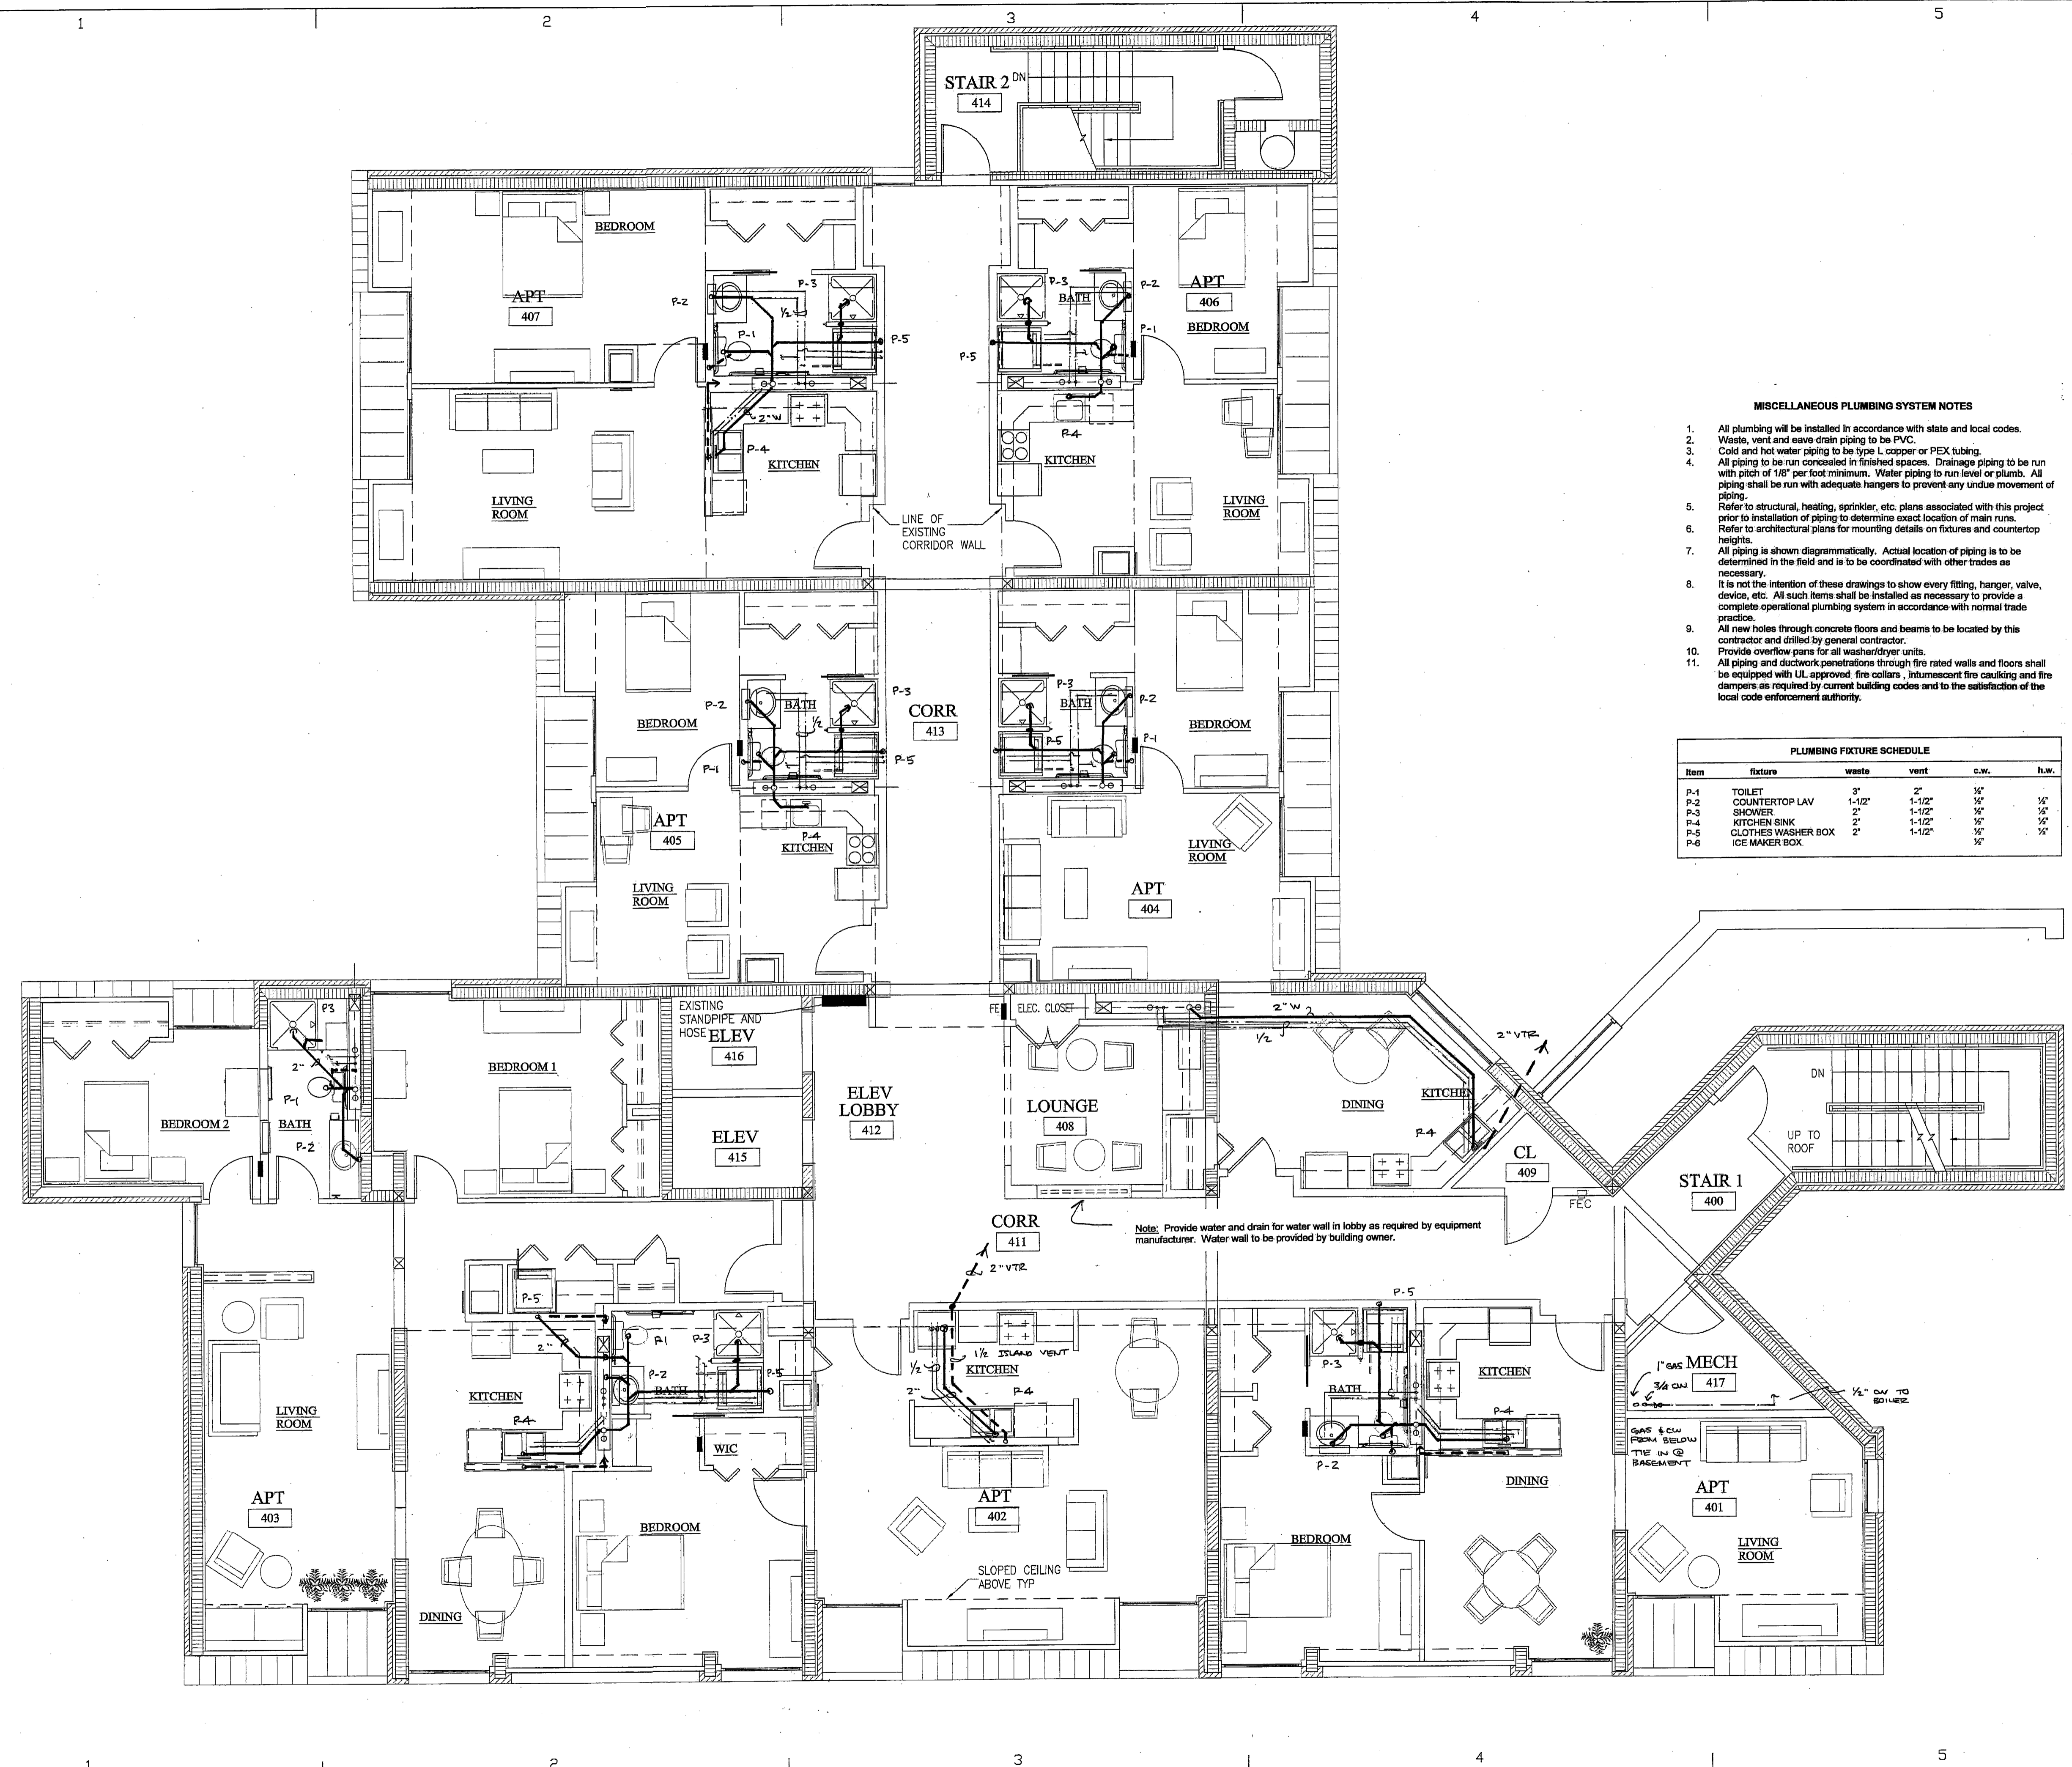 1 2 3 4 5
STAIR 2
DN
414
BEDROOM
APT
407
P-2
P-3
1/2
P-1
P-5
2"W
P-4
KITCHEN
LIVING
ROOM
P-3
BATH
P-2
APT
406
BEDROOM
P-1
P-5
P-4
KITCHEN
LIVING
ROOM
LINE OF
EXISTING
CORRIDOR WALL
MISCELLANEOUS PLUMBING SYSTEM NOTES
1. All plumbing will be installed in accordance with state and local codes.
2. Waste, vent and eave drain piping to be PVC.
3. Cold and hot water piping to be type L copper or PEX tubing.
4. All piping to be run concealed in finished spaces. Drainage piping to be run
with pitch of 1/8" per foot minimum. Water piping to run level or plumb. All
piping shall be run with adequate hangers to prevent any undue movement of
piping.
5. Refer to structural, heating, sprinkler, etc. plans associated with this project
prior to installation of piping to determine exact location of main runs.
6. Refer to architectural plans for mounting details on fixtures and countertop
heights.
7. All piping is shown diagrammatically. Actual location of piping is to be
determined in the field and is to be coordinated with other trades as
necessary.
8. It is not the intention of these drawings to show every fitting, hanger, valve,
device, etc. All such items shall be installed as necessary to provide a
complete operational plumbing system in accordance with normal trade
practice.
9. All new holes through concrete floors and beams to be located by this
contractor and drilled by general contractor.
10. Provide overflow pans for all washer/dryer units.
11. All piping and ductwork penetrations through fire rated walls and floors shall
be equipped with UL approved fire collars , intumescent fire caulking and fire
dampers as required by current building codes and to the satisfaction of the
local code enforcement authority.
PLUMBING FIXTURE SCHEDULE
Item fixture waste vent c.w. h.w.
P-1 TOILET 3" 2" ½"
P-2 COUNTERTOP LAV 1-1/2" 1-1/2" ½" ½"
P-3 SHOWER 2" 1-1/2" ½" ½"
P-4 KITCHEN SINK 2" 1-1/2" ½" ½"
P-5 CLOTHES WASHER BOX 2" 1-1/2" ½" ½"
P-6 ICE MAKER BOX ½"
BEDROOM
P-2
BATH
P-3
1/2
P-1
P-5
APT
405
P-4
KITCHEN
LIVING
ROOM
CORR
413
P-3
BATH
P-2
P-5
P-1
BEDROOM
LIVING
ROOM
APT
404
P3
2"
P-1
BATH
P-2
BEDROOM 2
BEDROOM 1
EXISTING
STANDPIPE AND
HOSE
ELEV
416
ELEV
415
ELEV
LOBBY
412
FE
ELEC. CLOSET
LOUNGE
408
2" W
1/2
DINING
KITCHEN
P-4
2" VTR
CL
409
FEC
DN
UP TO
ROOF
STAIR 1
400
CORR
411
Note: Provide water and drain for water wall in lobby as required by equipment
manufacturer. Water wall to be provided by building owner.
2" VTR
LIVING
ROOM
APT
403
P-5
2"
P-1
P-3
P-2
BATH
P-5
KITCHEN
P-4
WIC
BEDROOM
DINING
1 1/2 ISLAND VENT
KITCHEN
1/2
2"
P-4
APT
402
SLOPED CEILING
ABOVE TYP
P-5
P-3
BATH
P-2
KITCHEN
P-4
DINING
BEDROOM
1" GAS
MECH
417
3/4 CW
1/2" CW TO
BOILER
GAS & CW
FROM BELOW
TIE IN @
BASEMENT
APT
401
LIVING
ROOM
1 2 3 4 5